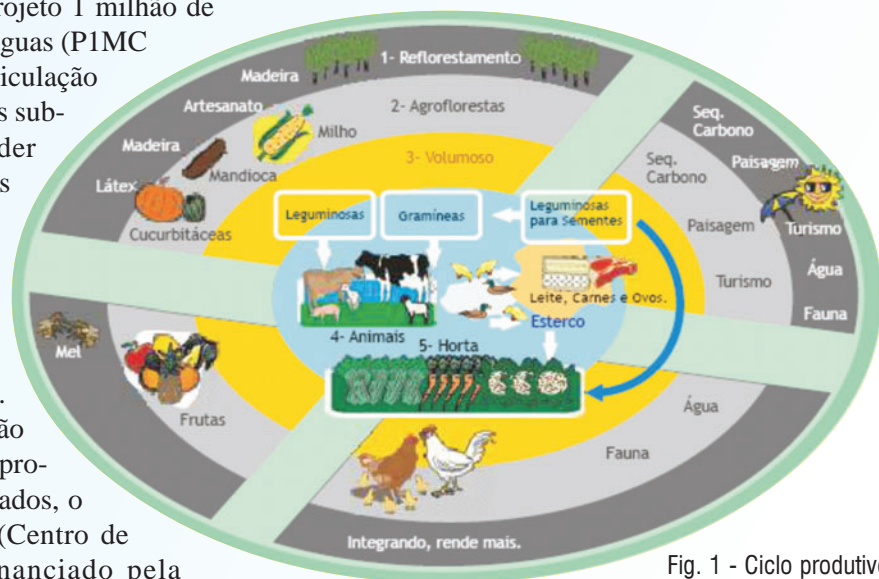 rojeto 1 milhão de
guas (P1MC
iculação
s sub-
der
s
.
ão
pro-
ados, o
(Centro de
nanciado pela
1- Reflorestamento
Madeira
Artesanato
Madeira
Látex
2- Agroflorestas
Milho
Mandioca
Cucurbitáceas
3- Volumoso
Seq.
Carbono
Paisagem
Turismo
Água
Fauna
Seq.
Carbono
Paisagem
Turismo
Água
Fauna
Leguminosas
Gramíneas
Leguminosas
para Sementes
Leite, Carnes e Ovos.
Esterco
4- Animais
5- Horta
Mel
Frutas
Integrando, rende mais.
Fig. 1 - Ciclo produtivo